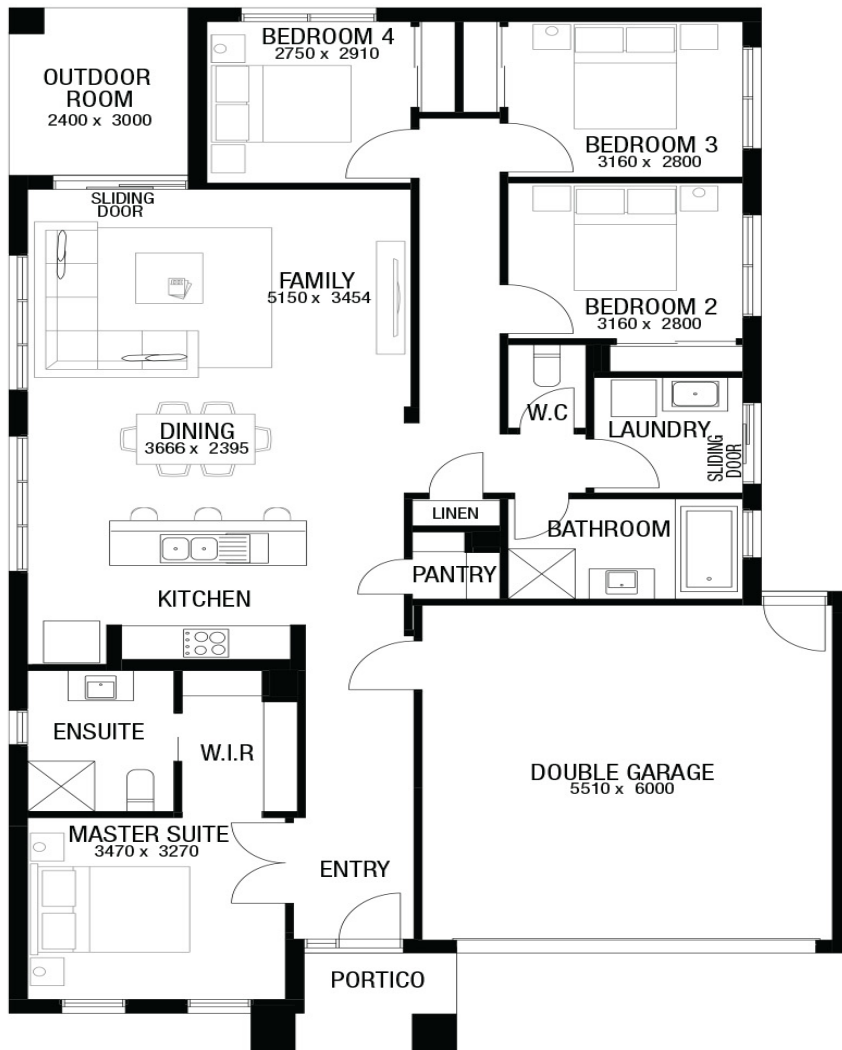 BEDROOM 4
2750 x 2910
OUTDOOR
ROOM
2400 x 3000
BEDROOM 3
3160 x 2800
SLIDING
DOOR
FAMILY
5150 x 3454
BEDROOM 2
3160 x 2800
W.C
LAUNDRY
SLIDING
DOOR
DINING
3666 x 2395
LINEN
BATHROOM
PANTRY
KITCHEN
ENSUITE
W.I.R
DOUBLE GARAGE
5510 x 6000
MASTER SUITE
3470 x 3270
ENTRY
PORTICO